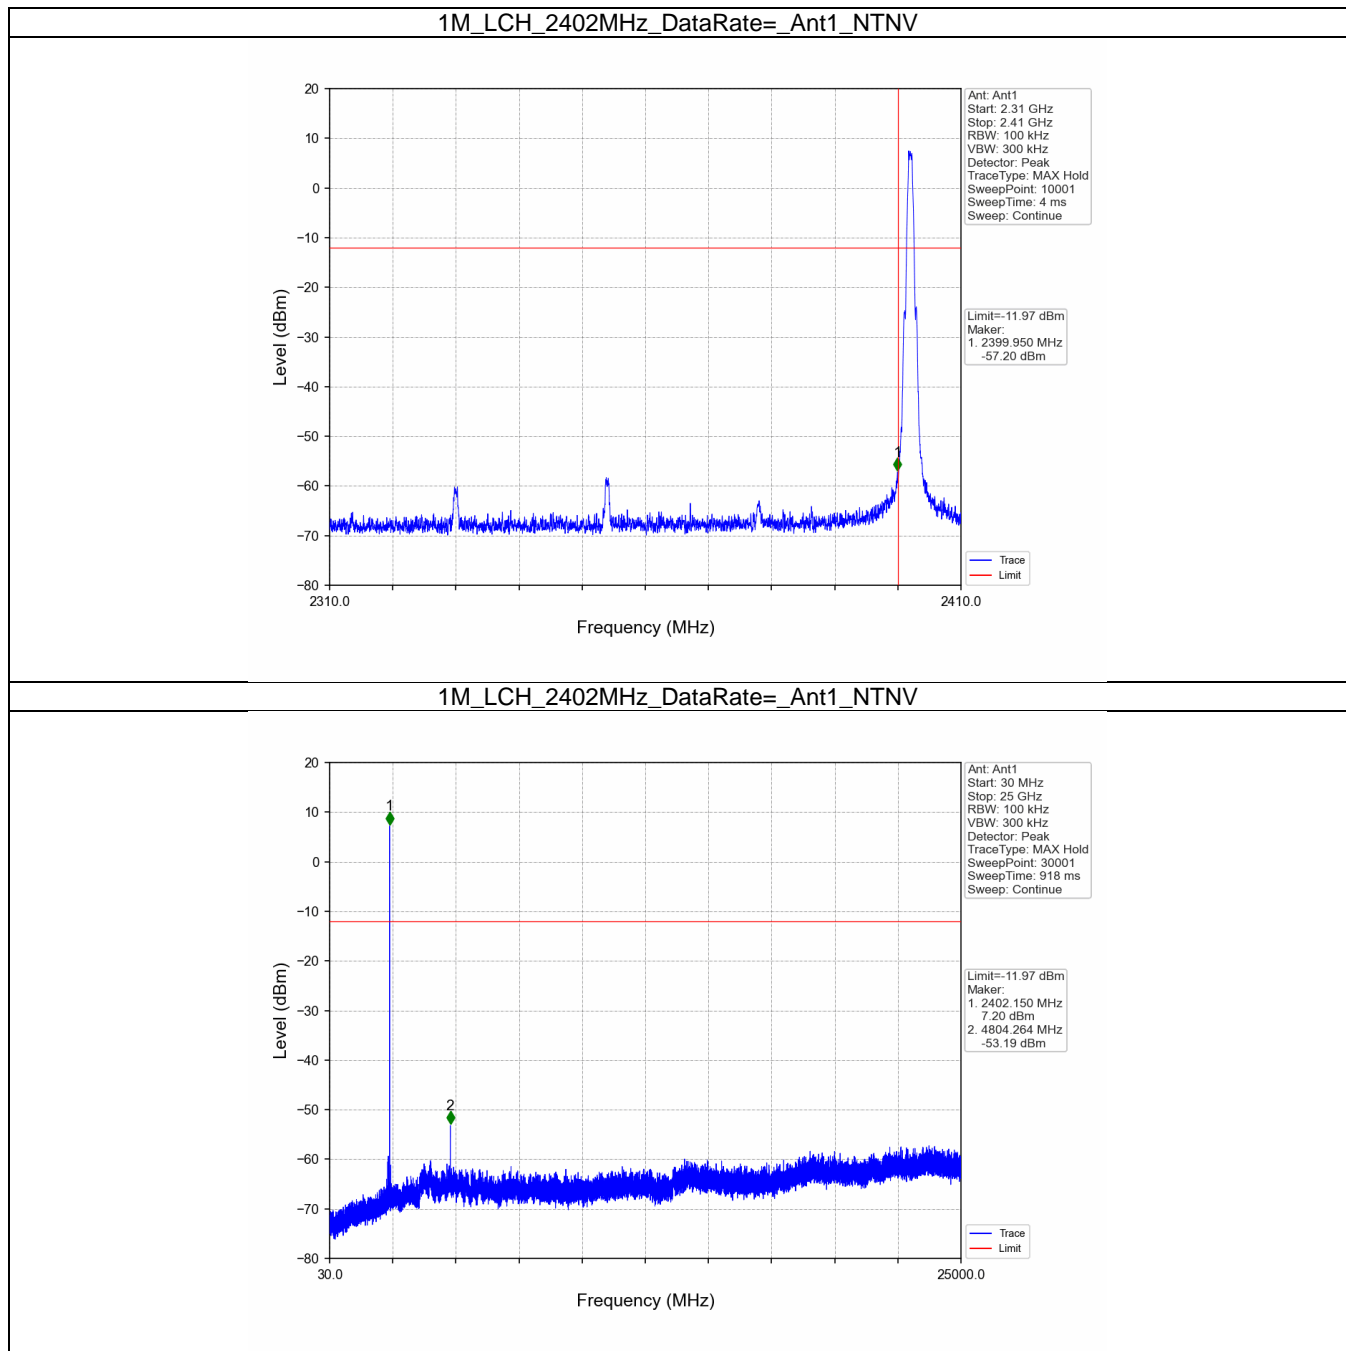 1M_LCH_2402MHz_DataRate=_Ant1_NTNV
20
10
0
−10
−20
−30
−40
−50
−60
−70
−80
Level (dBm)
2310.0
2410.0
Frequency (MHz)
1
Ant: Ant1
Start: 2.31 GHz
Stop: 2.41 GHz
RBW: 100 kHz
VBW: 300 kHz
Detector: Peak
TraceType: MAX Hold
SweepPoint: 10001
SweepTime: 4 ms
Sweep: Continue
Limit=-11.97 dBm
Maker:
1. 2399.950 MHz
-57.20 dBm
Trace
Limit
1M_LCH_2402MHz_DataRate=_Ant1_NTNV
20
10
0
−10
−20
−30
−40
−50
−60
−70
−80
Level (dBm)
30.0
25000.0
Frequency (MHz)
1
2
Ant: Ant1
Start: 30 MHz
Stop: 25 GHz
RBW: 100 kHz
VBW: 300 kHz
Detector: Peak
TraceType: MAX Hold
SweepPoint: 30001
SweepTime: 918 ms
Sweep: Continue
Limit=-11.97 dBm
Maker:
1. 2402.150 MHz
7.20 dBm
2. 4804.264 MHz
-53.19 dBm
Trace
Limit